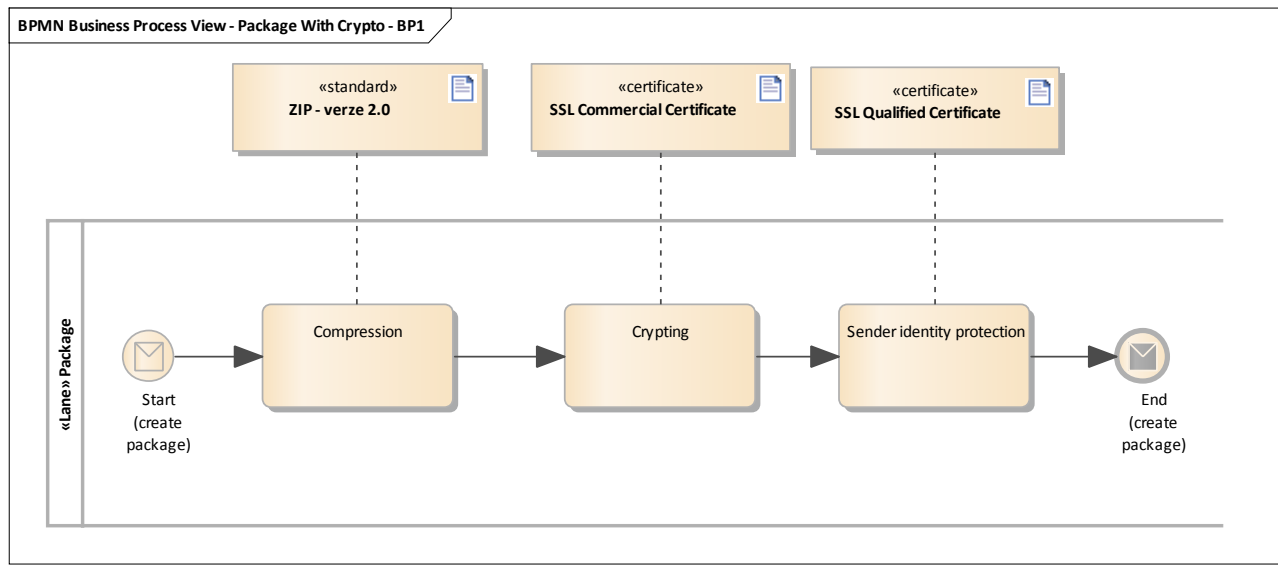 BPMN Business Process View - Package With Crypto - BP1
«standard»
ZIP - verze 2.0
«certificate»
SSL Commercial Certificate
«certificate»
SSL Qualified Certificate
«Lane» Package
Start
(create
package)
Compression
Crypting
Sender identity protection
End
(create
package)